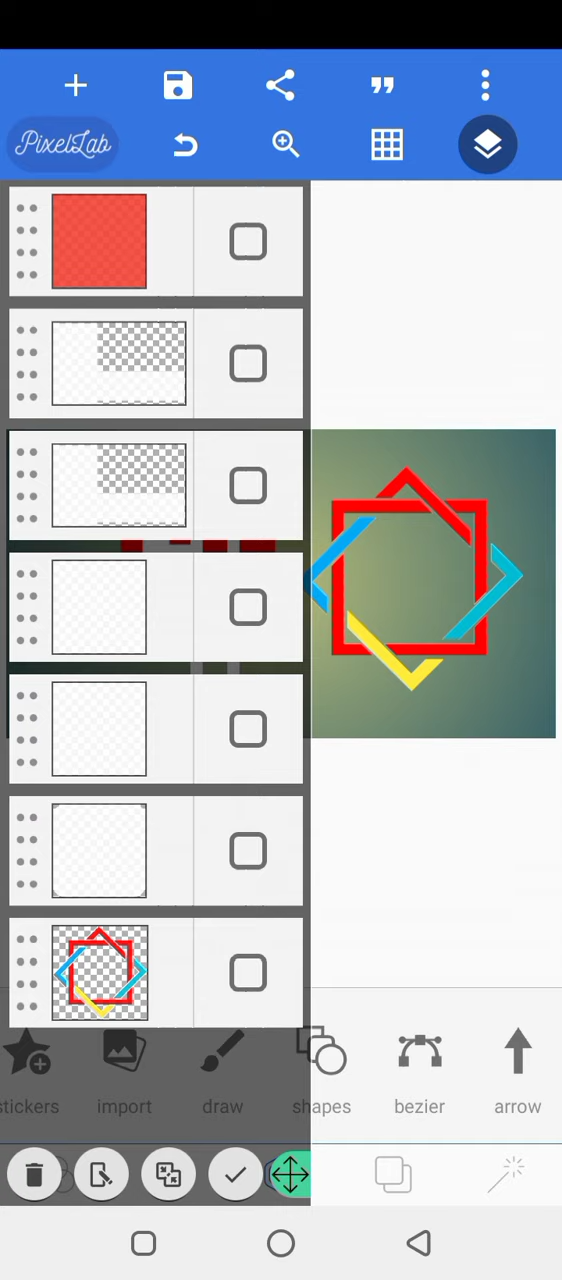 PixelLab
stickers
import
draw
shapes
bezier
arrow